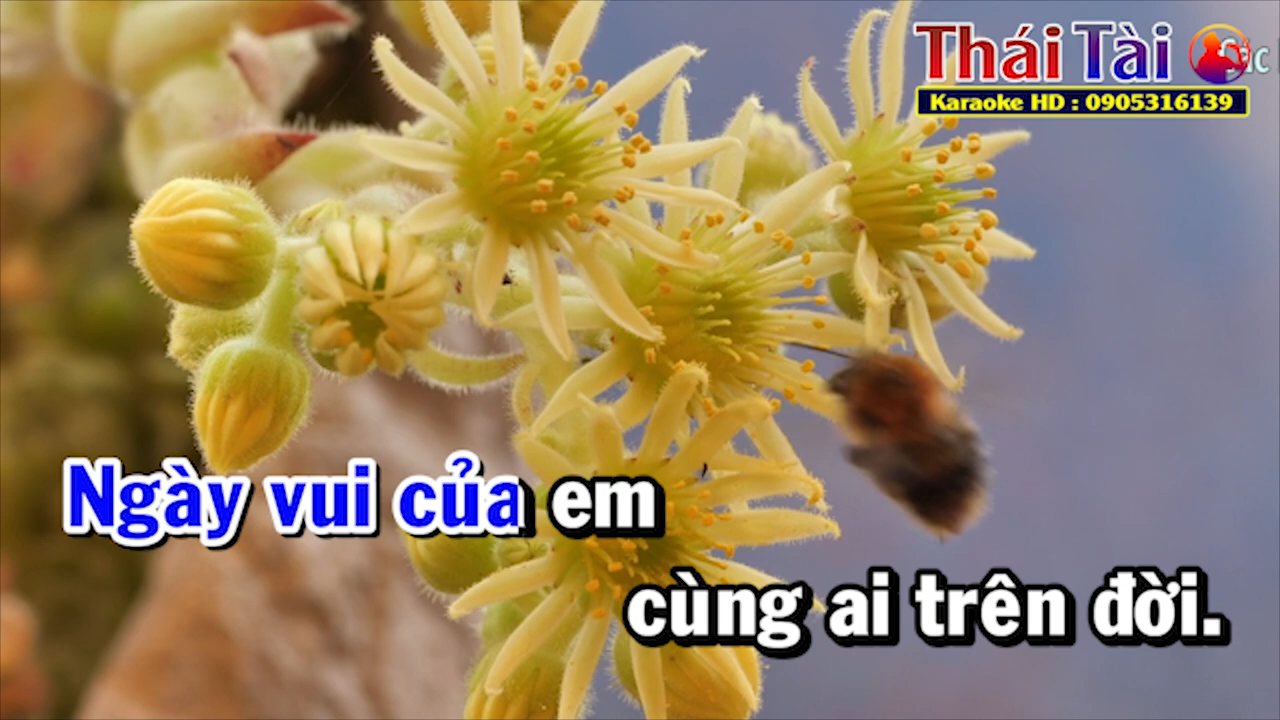 Thái Tài
Karaoke HD : 0905316139
Ngày vui của em
cùng ai trên đời.